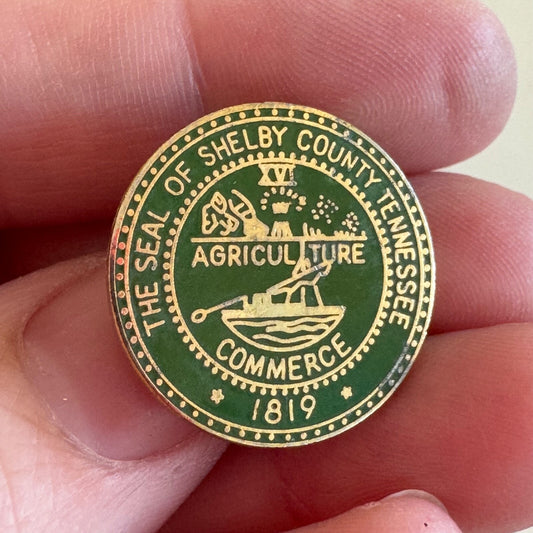 THE SEAL OF SHELBY COUNTY TENNESSEE
XVI
AGRICULTURE
COMMERCE
1819